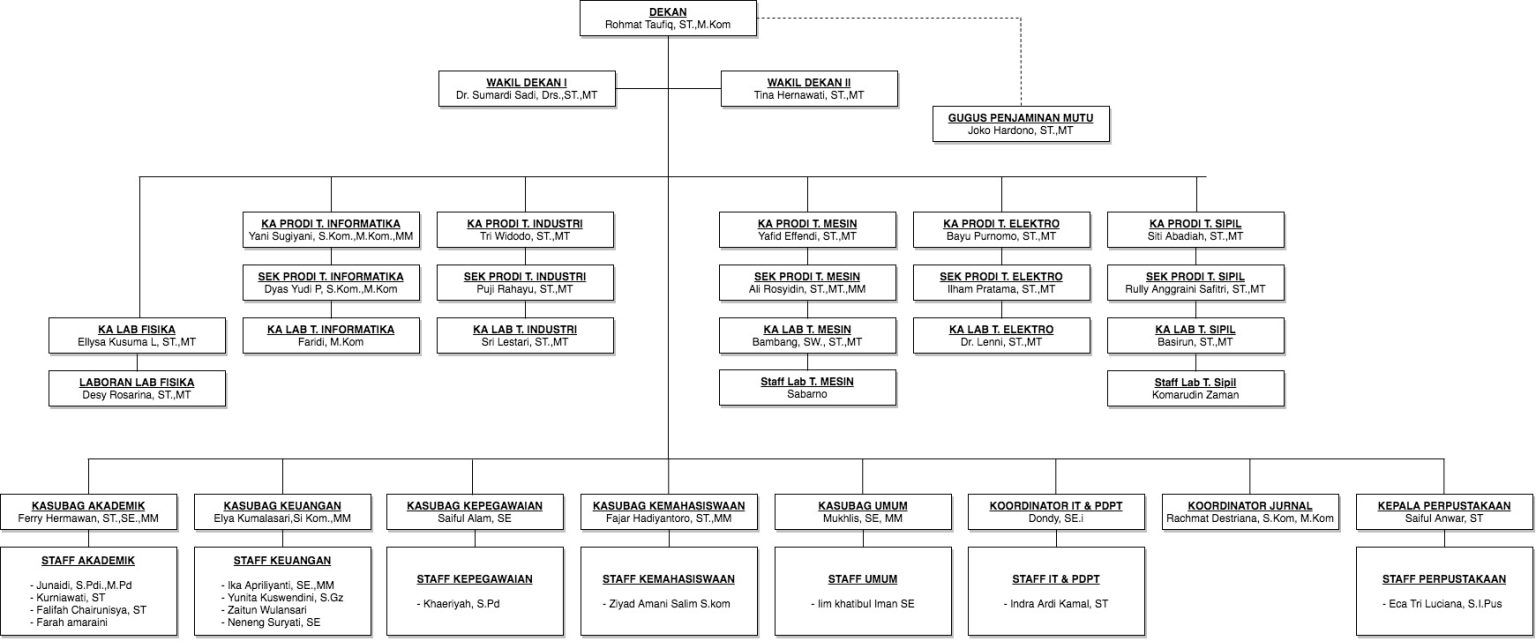 DEKAN
Rohmat Taufiq, ST.,M.Kom
WAKIL DEKAN I
Dr. Sumardi Sadi, Drs.,ST.,MT
WAKIL DEKAN II
Tina Hernawati, ST.,MT
GUGUS PENJAMINAN MUTU
Joko Hardono, ST.,MT
KA PRODI T. INFORMATIKA
Yani Sugiyani, S.Kom.,M.Kom.,MM
KA PRODI T. INDUSTRI
Tri Widodo, ST.,MT
KA PRODI T. MESIN
Yafid Effendi, ST.,MT
KA PRODI T. ELEKTRO
Bayu Purnomo, ST.,MT
KA PRODI T. SIPIL
Siti Abadiah, ST.,MT
SEK PRODI T. INFORMATIKA
Dyas Yudi P, S.Kom.,M.Kom
SEK PRODI T. INDUSTRI
Puji Rahayu, ST.,MT
SEK PRODI T. MESIN
Ali Rosyidin, ST.,MT.,MM
SEK PRODI T. ELEKTRO
Ilham Pratama, ST.,MT
SEK PRODI T. SIPIL
Rully Anggraini Safitri, ST.,MT
KA LAB FISIKA
Ellysa Kusuma L, ST.,MT
KA LAB T. INFORMATIKA
Faridi, M.Kom
KA LAB T. INDUSTRI
Sri Lestari, ST.,MT
KA LAB T. MESIN
Bambang, SW., ST.,MT
KA LAB T. ELEKTRO
Dr. Lenni, ST.,MT
KA LAB T. SIPIL
Basirun, ST.,MT
LABORAN LAB FISIKA
Desy Rosarina, ST.,MT
Staff Lab T. MESIN
Sabarno
Staff Lab T. Sipil
Komarudin Zaman
KASUBAG AKADEMIK
Ferry Hermawan, ST.,SE.,MM
KASUBAG KEUANGAN
Elya Kumalasari,Si Kom.,MM
KASUBAG KEPEGAWAIAN
Saiful Alam, SE
KASUBAG KEMAHASISWAAN
Fajar Hadiyantoro, ST.,MM
KASUBAG UMUM
Mukhlis, SE, MM
KOORDINATOR IT & PDPT
Dondy, SE.i
KOORDINATOR JURNAL
Rachmat Destriana, S.Kom, M.Kom
KEPALA PERPUSTAKAAN
Saiful Anwar, ST
STAFF AKADEMIK
- Junaidi, S.Pdi.,M.Pd
- Kurniawati, ST
- Falifah Chairunisya, ST
- Farah amaraini
STAFF KEUANGAN
- Ika Apriliyanti, SE.,MM
- Yunita Kuswendini, S.Gz
- Zaitun Wulansari
- Neneng Suryati, SE
STAFF KEPEGAWAIAN
- Khaeriyah, S.Pd
STAFF KEMAHASISWAAN
- Ziyad Amani Salim S.kom
STAFF UMUM
- Iim khatibul Iman SE
STAFF IT & PDPT
- Indra Ardi Kamal, ST
STAFF PERPUSTAKAAN
- Eca Tri Luciana, S.I.Pus